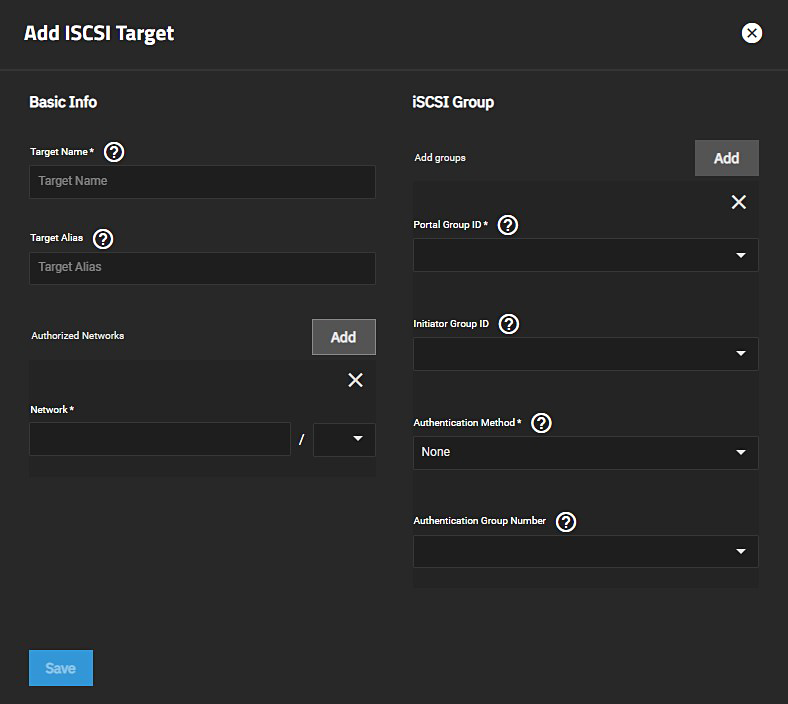 Add ISCSI Target
Basic Info
Target Name *
Target Name
Target Alias
Target Alias
Authorized Networks
Add
Network *
/
iSCSI Group
Add groups
Add
Portal Group ID *
Initiator Group ID
Authentication Method *
None
Authentication Group Number
Save